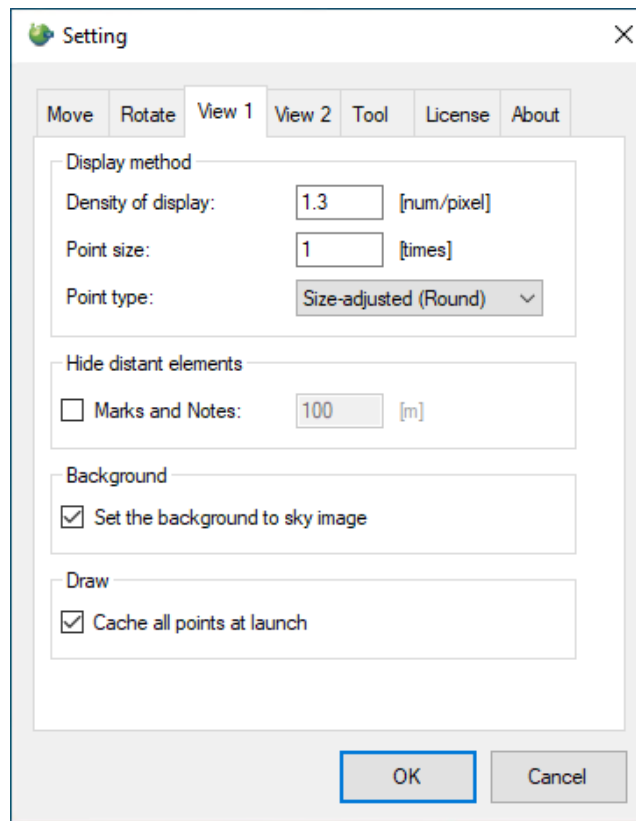 Setting
Move Rotate View 1 View 2 Tool License About
Display method
Density of display: 1.3 [num/pixel]
Point size: 1 [times]
Point type: Size-adjusted (Round)
Hide distant elements
Marks and Notes: 100 [m]
Background
Set the background to sky image
Draw
Cache all points at launch
OK Cancel